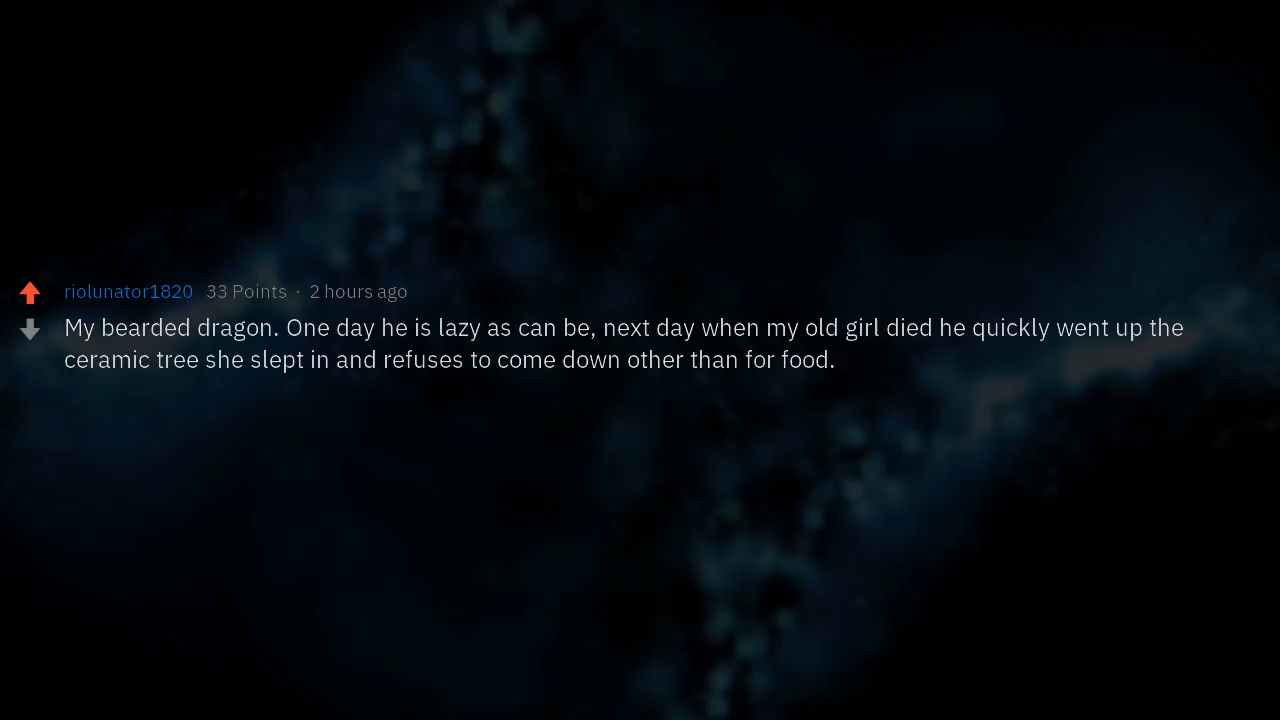 riolunator1820 33 Points · 2 hours ago
My bearded dragon. One day he is lazy as can be, next day when my old girl died he quickly went up the
ceramic tree she slept in and refuses to come down other than for food.